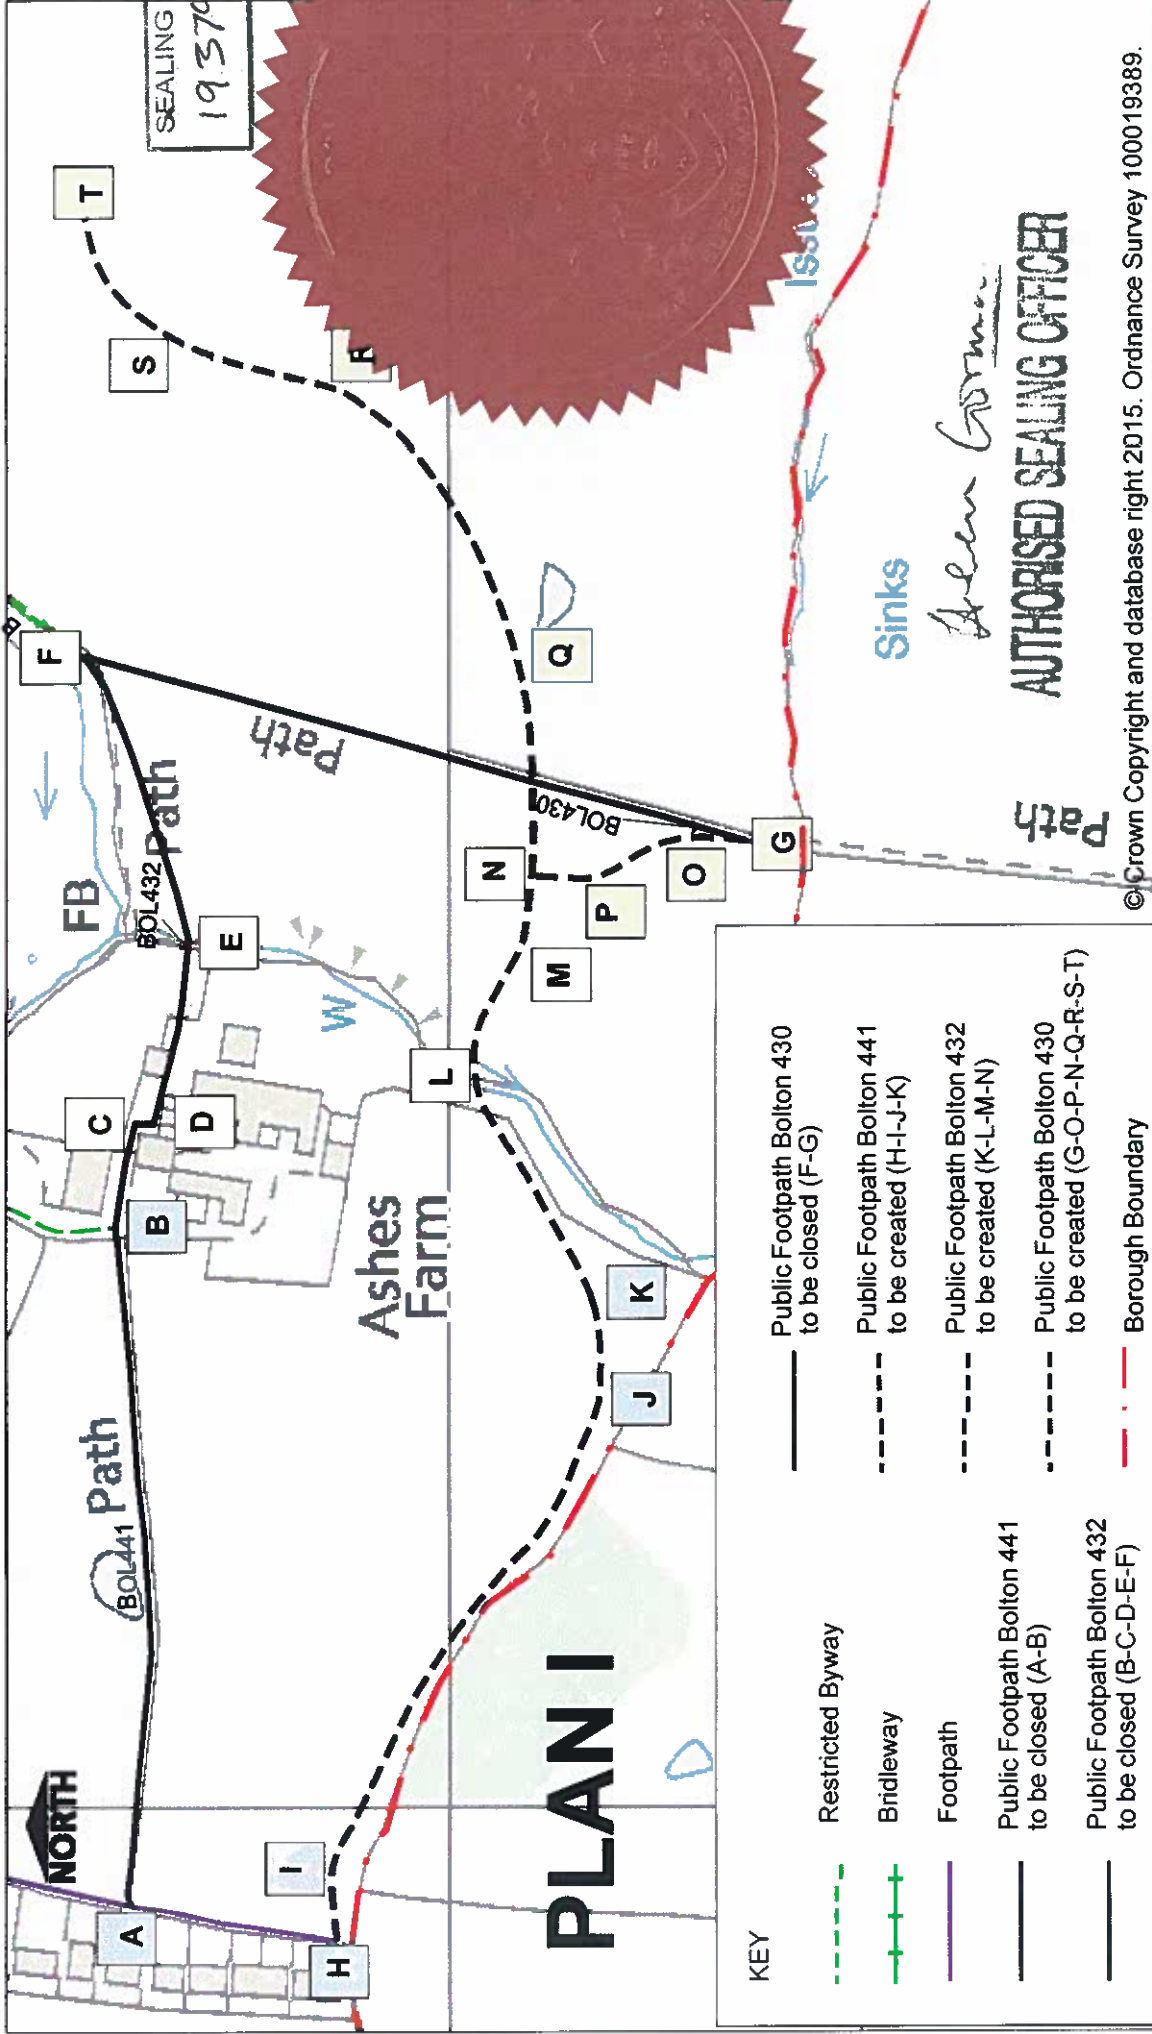 SEALING
1937
T
S
F
Q
N
M
P
O
G
E
L
C
D
B
K
J
I
A
H
Path
BOL430
Path
BOL432
FB
W
Ashes
Farm
BOL441
Path
NORTH
Sinks
Path
Helen Gorman
AUTHORISED SEALING OFFICER
PLAN I
KEY
Restricted Byway
Bridleway
Footpath
Public Footpath Bolton 441
to be closed (A-B)
Public Footpath Bolton 432
to be closed (B-C-D-E-F)
Public Footpath Bolton 430
to be closed (F-G)
Public Footpath Bolton 441
to be created (H-I-J-K)
Public Footpath Bolton 432
to be created (K-L-M-N)
Public Footpath Bolton 430
to be created (G-O-P-N-Q-R-S-T)
Borough Boundary
© Crown Copyright and database right 2015. Ordnance Survey 100019389.